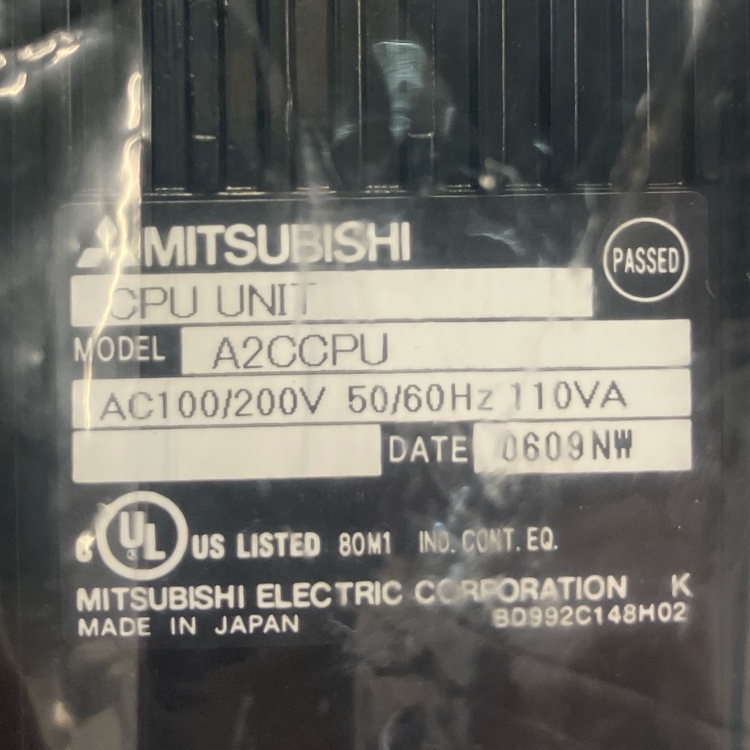 MITSUBISHI
PASSED
CPU UNIT
MODEL A2CCPU
AC100/200V 50/60Hz 110VA
DATE 0609NW
c UL US LISTED 80M1 IND. CONT. EQ.
MITSUBISHI ELECTRIC CORPORATION K
MADE IN JAPAN BD992C148H02